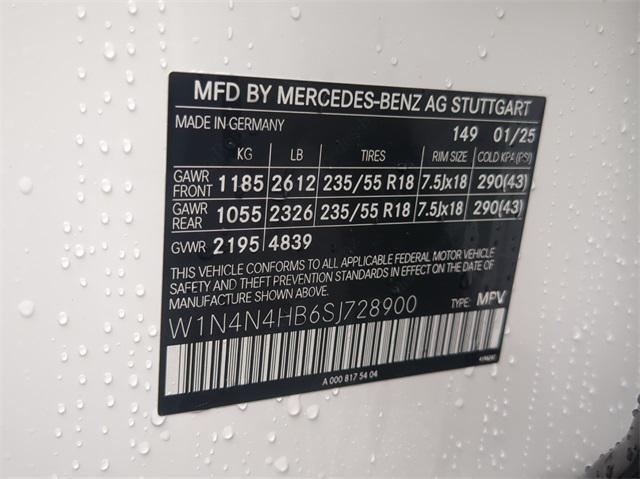 MFD BY MERCEDES-BENZ AG STUTTGART
MADE IN GERMANY 149 01/25
KG LB TIRES RIM SIZE COLD KPA (PSI)
GAWR FRONT 1185 2612 235/55 R18 7.5Jx18 290(43)
GAWR REAR 1055 2326 235/55 R18 7.5Jx18 290(43)
GVWR 2195 4839
THIS VEHICLE CONFORMS TO ALL APPLICABLE FEDERAL MOTOR VEHICLE
SAFETY AND THEFT PREVENTION STANDARDS IN EFFECT ON THE DATE OF
MANUFACTURE SHOWN ABOVE.
W1N4N4HB6SJ728900 TYPE: MPV
A 000 817 54 04